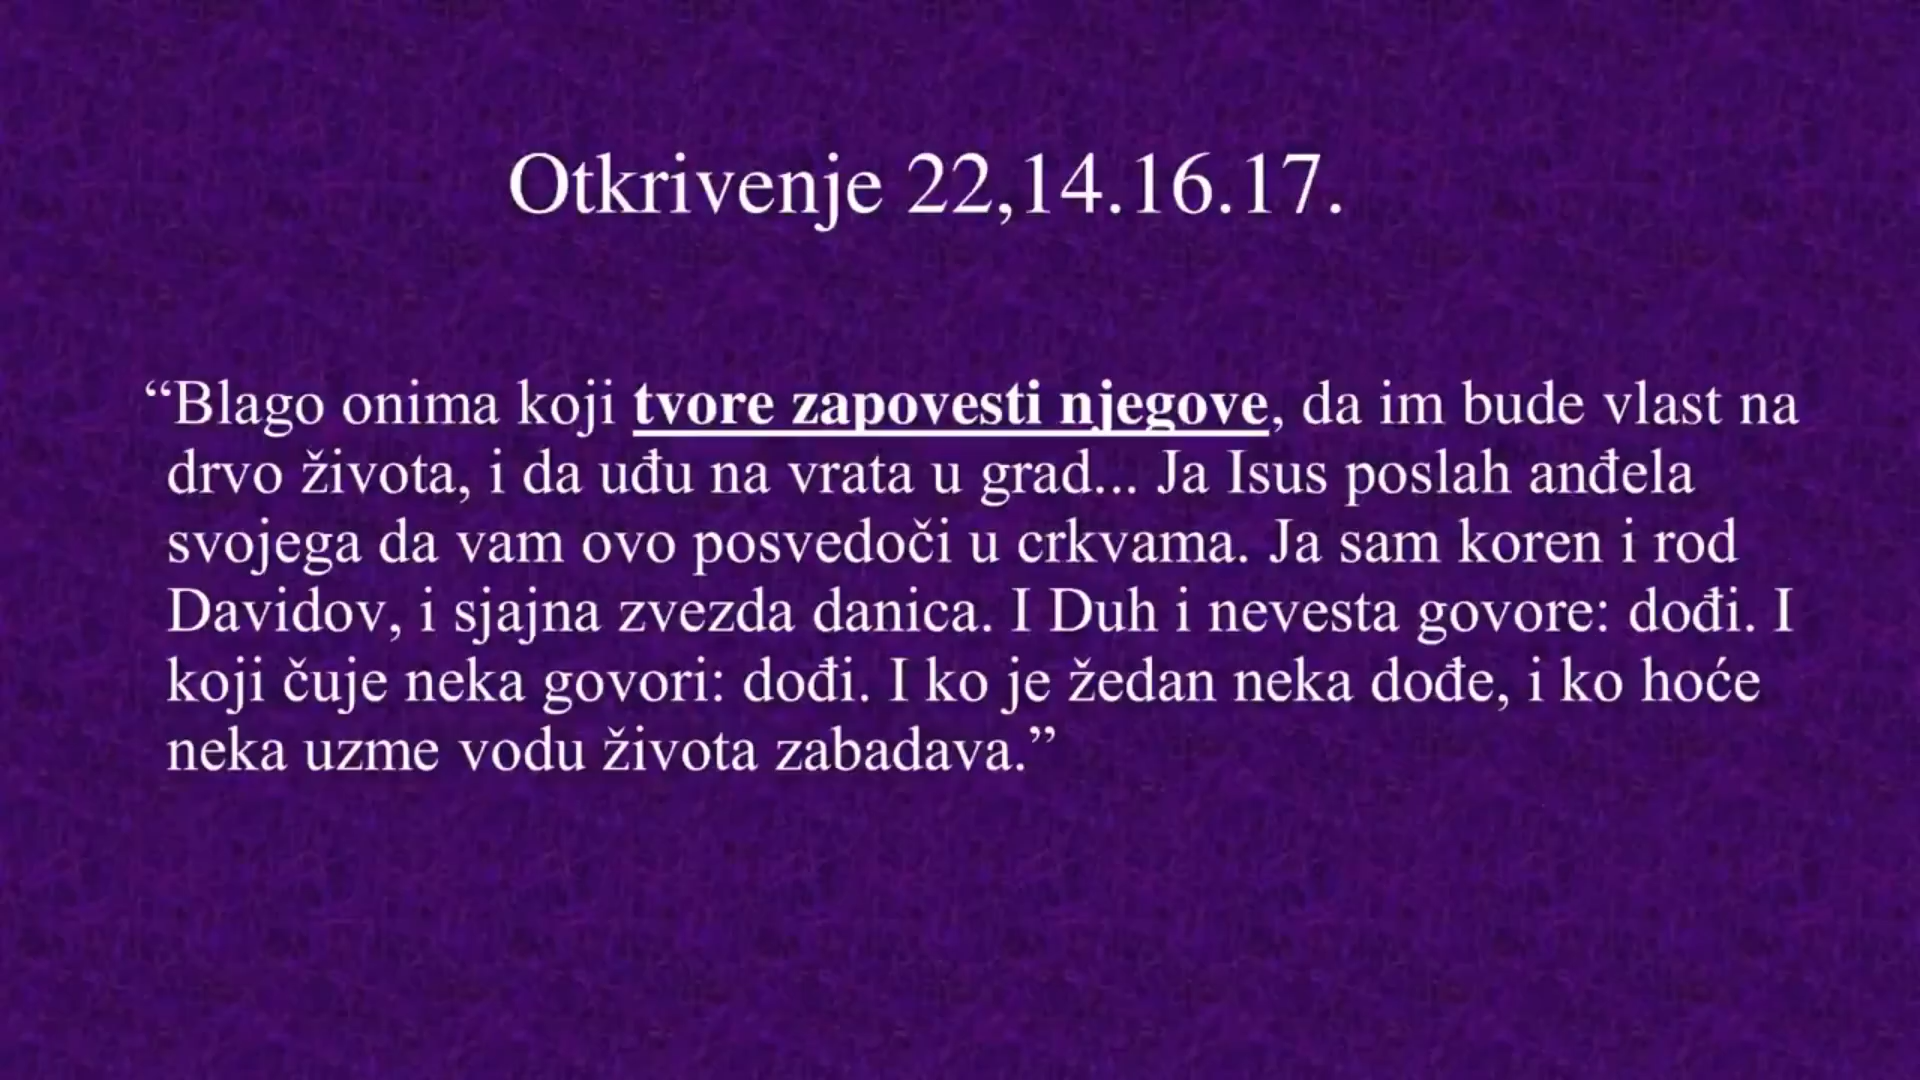 Otkrivenje 22,14.16.17.
“Blago onima koji tvore zapovesti njegove, da im bude vlast na
drvo života, i da uđu na vrata u grad... Ja Isus poslah anđela
svojega da vam ovo posvedoči u crkvama. Ja sam koren i rod
Davidov, i sjajna zvezda danica. I Duh i nevesta govore: dođi. I
koji čuje neka govori: dođi. I ko je žedan neka dođe, i ko hoće
neka uzme vodu života zabadava.”